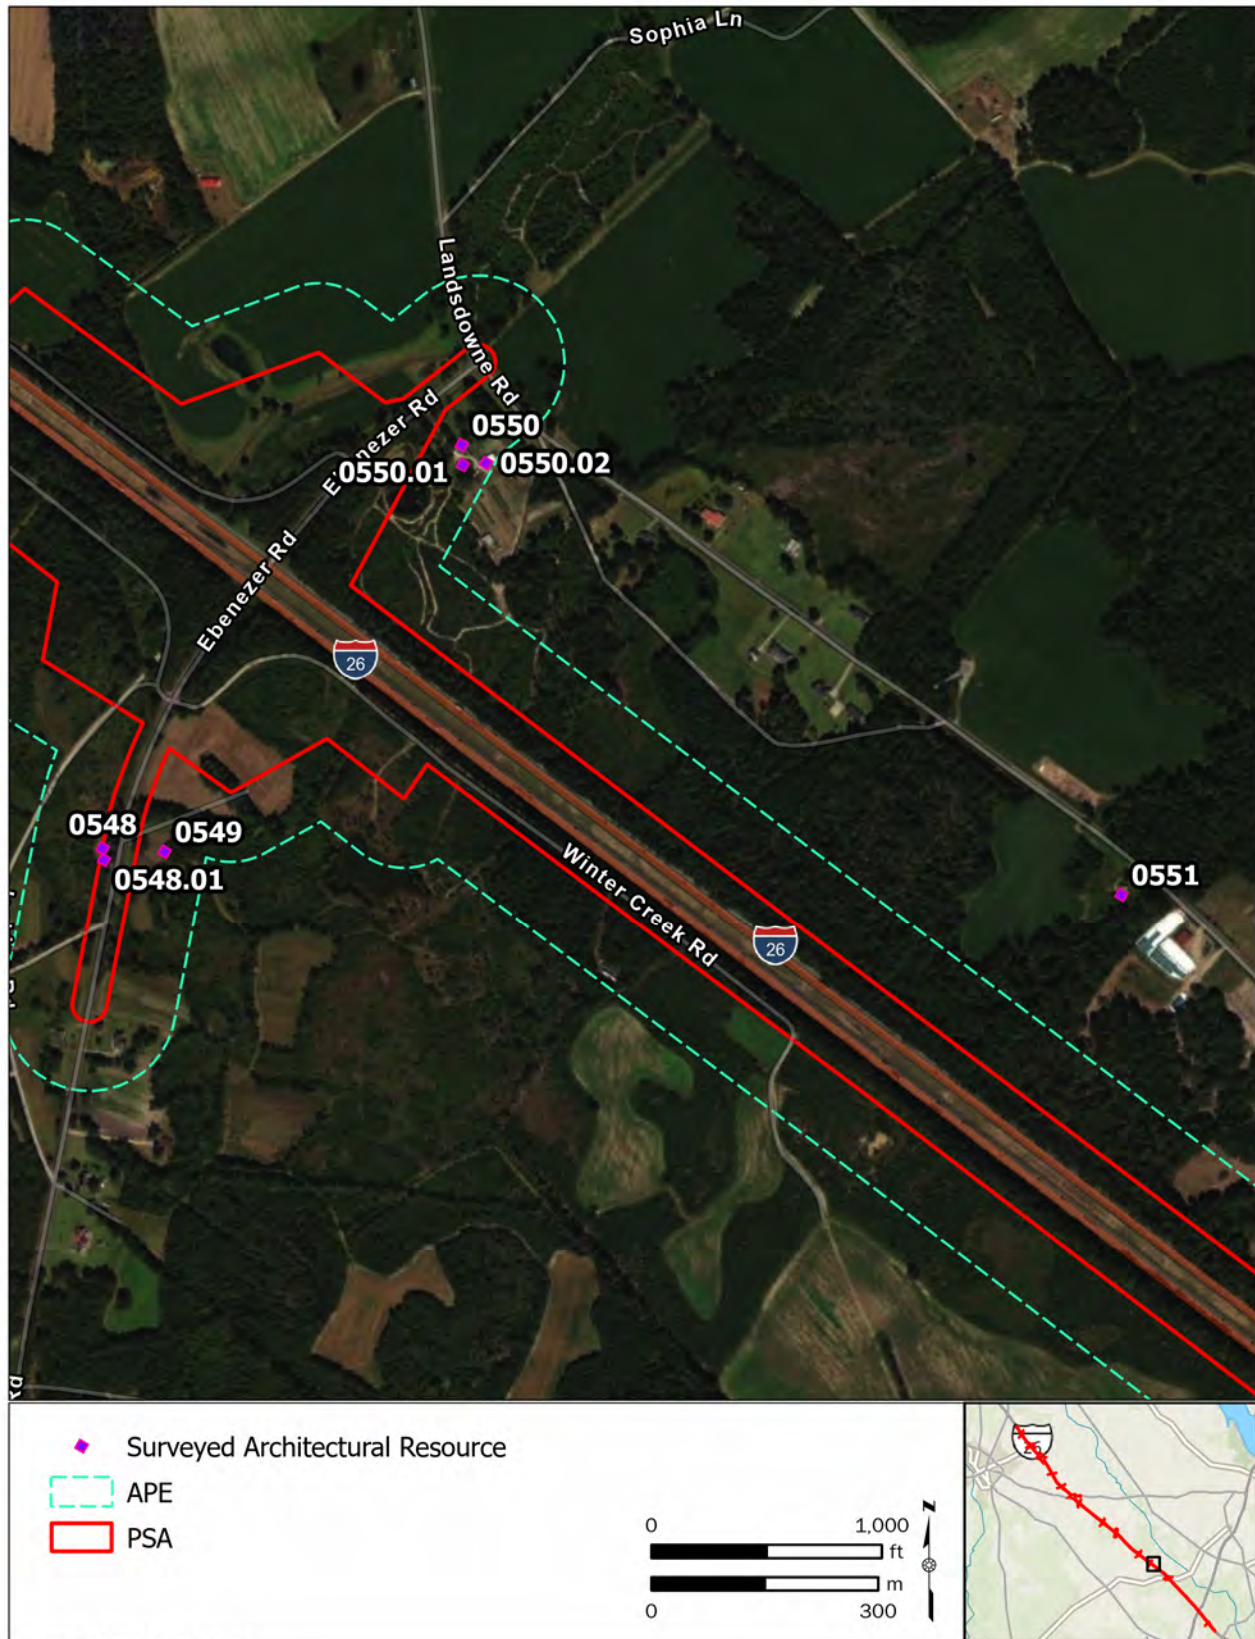 Sophia Ln
Landsdowne Rd
Ebenezer Rd
0550
0550.01
0550.02
Ebenezer Rd
26
0548
0549
0548.01
Winter Creek Rd
26
0551
Rd
Surveyed Architectural Resource
APE
PSA
0 1,000
ft
m
0 300
N
26